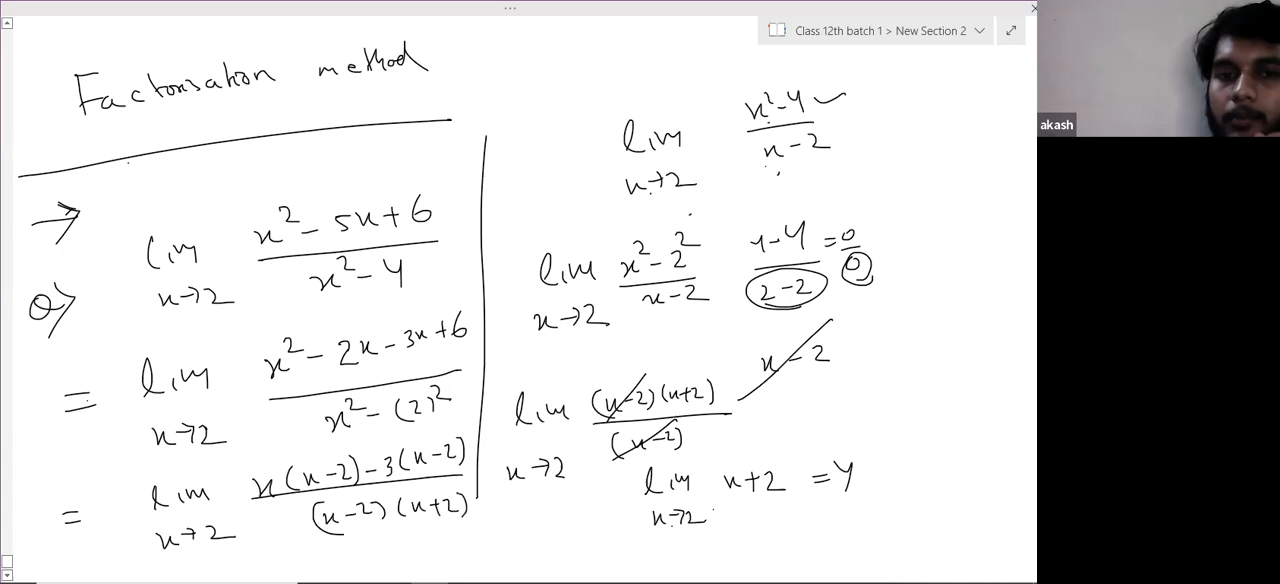 Class 12th batch 1 > New Section 2
akash
Factorisation method
→
Q) lim x→2 (x² - 5x + 6)/(x² - 4)
= lim x→2 (x² - 2x - 3x + 6)/(x² - (2)²)
= lim x→2 (x(x-2) - 3(x-2))/((x-2)(x+2))
lim x→2 (x² - 4)/(x - 2) ✓
lim x→2 (x² - 2²)/(x - 2) (4-4)/(2-2) = 0/0
x - 2
lim x→2 ((x-2)(x+2))/(x-2)
lim x→2 x+2 = 4